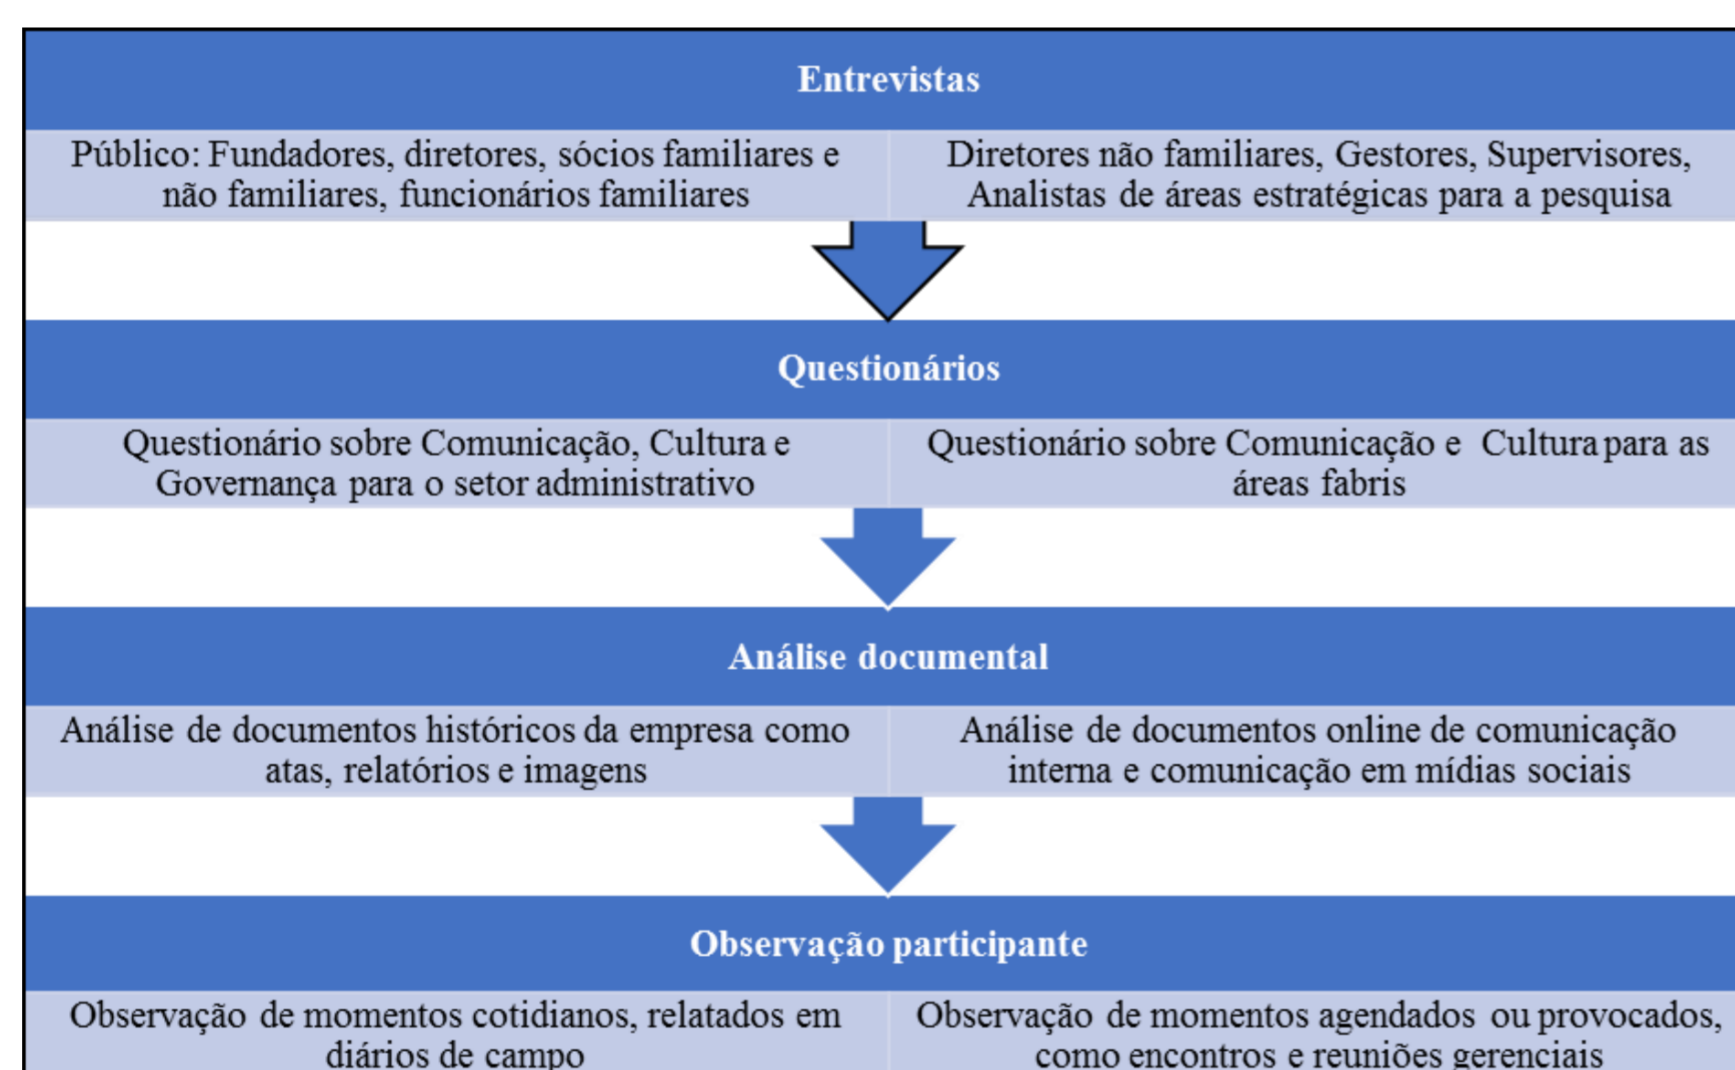 Entrevistas
Público: Fundadores, diretores, sócios familiares e
não familiares, funcionários familiares
Diretores não familiares, Gestores, Supervisores,
Analistas de áreas estratégicas para a pesquisa
Questionários
Questionário sobre Comunicação, Cultura e
Governança para o setor administrativo
Questionário sobre Comunicação e Cultura para as
áreas fabris
Análise documental
Análise de documentos históricos da empresa como
atas, relatórios e imagens
Análise de documentos online de comunicação
interna e comunicação em mídias sociais
Observação participante
Observação de momentos cotidianos, relatados em
diários de campo
Observação de momentos agendados ou provocados,
como encontros e reuniões gerenciais